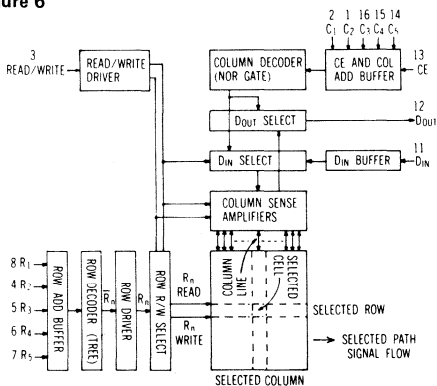 ure 6
2 1 16 15 14
C1 C2 C3 C4 C5
3
READ/WRITE
READ/WRITE
DRIVER
COLUMN DECODER
(NOR GATE)
CE AND COL
ADD BUFFER
13
CE
DOUT SELECT
12
DOUT
DIN SELECT
DIN BUFFER
11
DIN
COLUMN SENSE
AMPLIFIERS
8 R1
4 R2
5 R3
6 R4
7 R5
ROW ADD BUFFER
ROW DECODER (TREE)
Rn
ROW DRIVER
Rn
ROW R/W SELECT
Rn
READ
Rn
WRITE
COLUMN
LINE
SELECTED
CELL
SELECTED ROW
SELECTED PATH
SIGNAL FLOW
SELECTED COLUMN